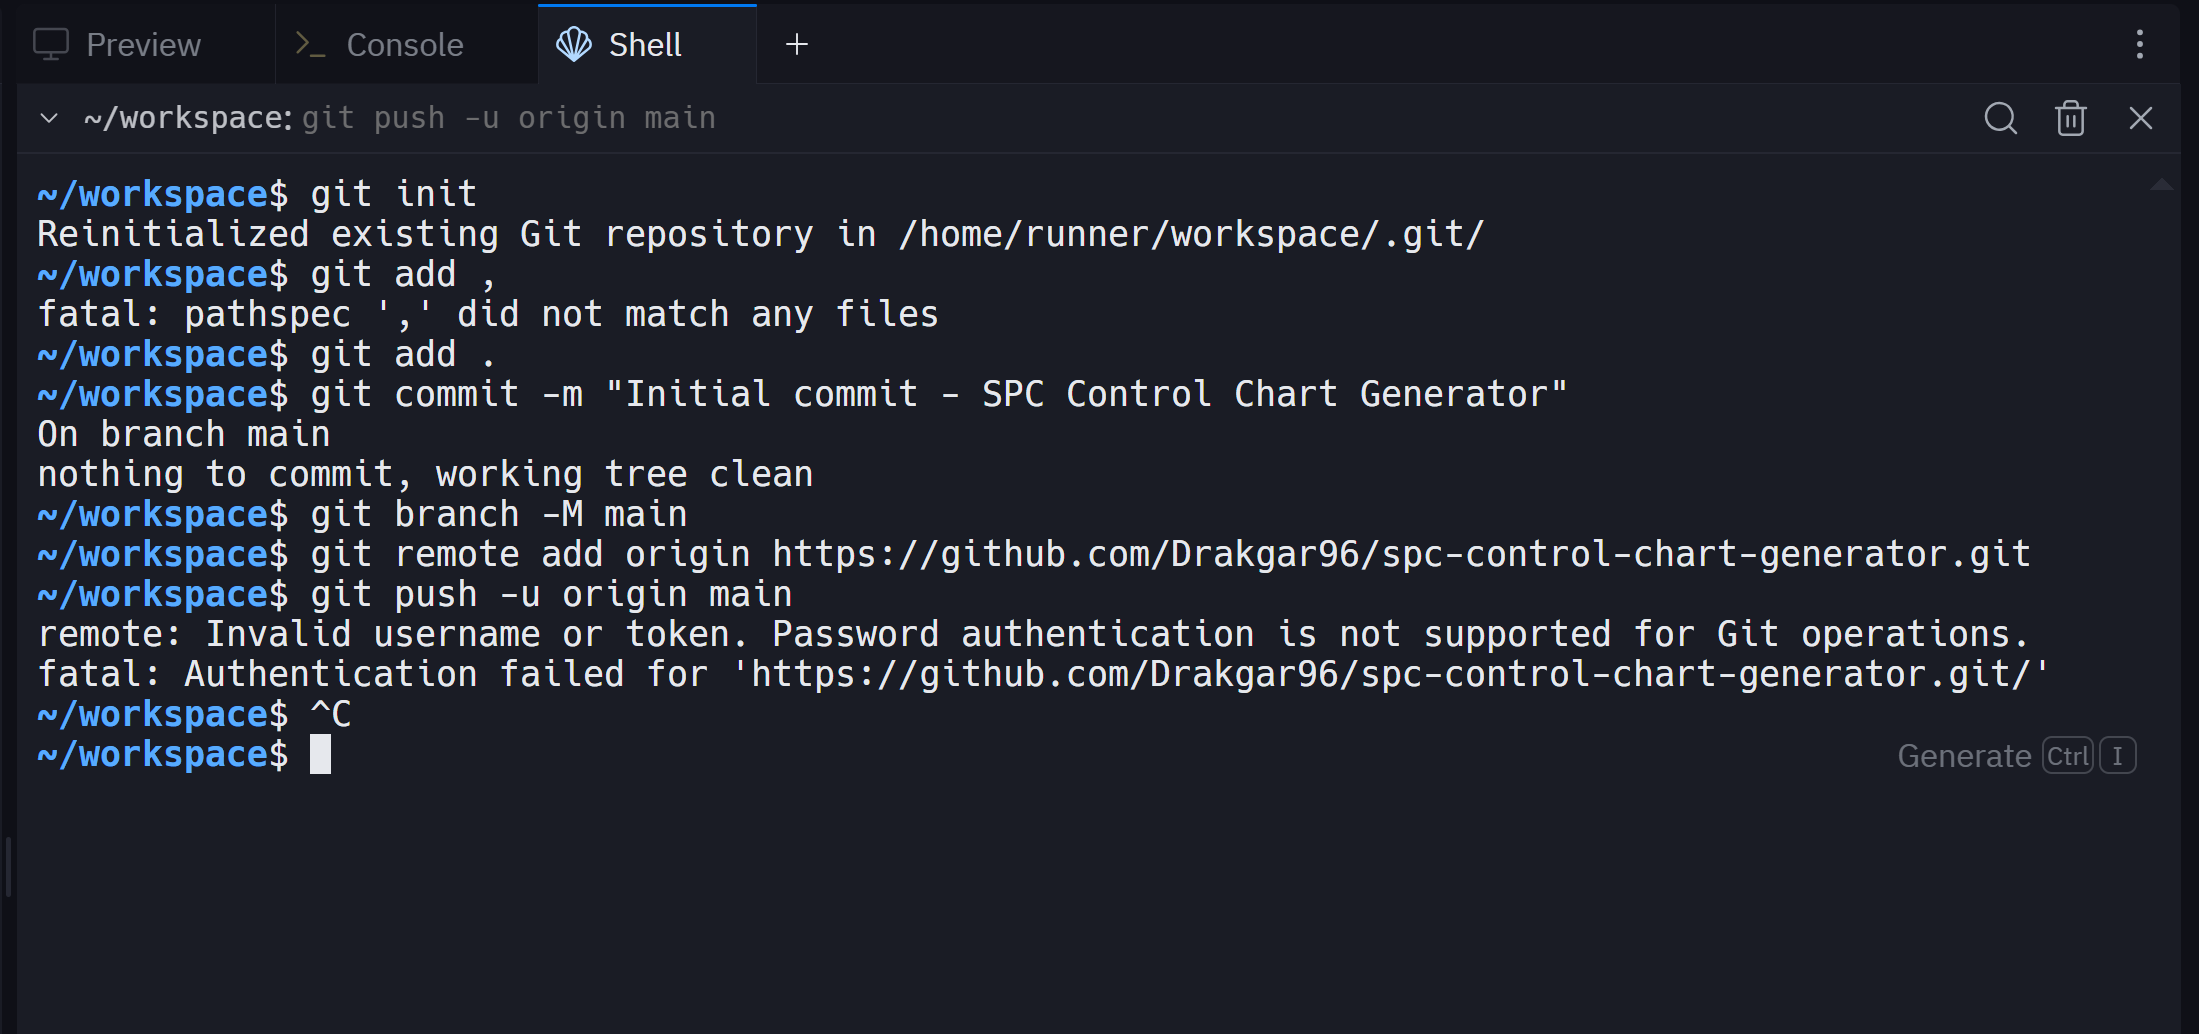 Preview
Console
Shell
~/workspace: git push -u origin main
~/workspace$ git init
Reinitialized existing Git repository in /home/runner/workspace/.git/
~/workspace$ git add ,
fatal: pathspec ',' did not match any files
~/workspace$ git add .
~/workspace$ git commit -m "Initial commit - SPC Control Chart Generator"
On branch main
nothing to commit, working tree clean
~/workspace$ git branch -M main
~/workspace$ git remote add origin https://github.com/Drakgar96/spc-control-chart-generator.git
~/workspace$ git push -u origin main
remote: Invalid username or token. Password authentication is not supported for Git operations.
fatal: Authentication failed for 'https://github.com/Drakgar96/spc-control-chart-generator.git/'
~/workspace$ ^C
~/workspace$
Generate Ctrl I